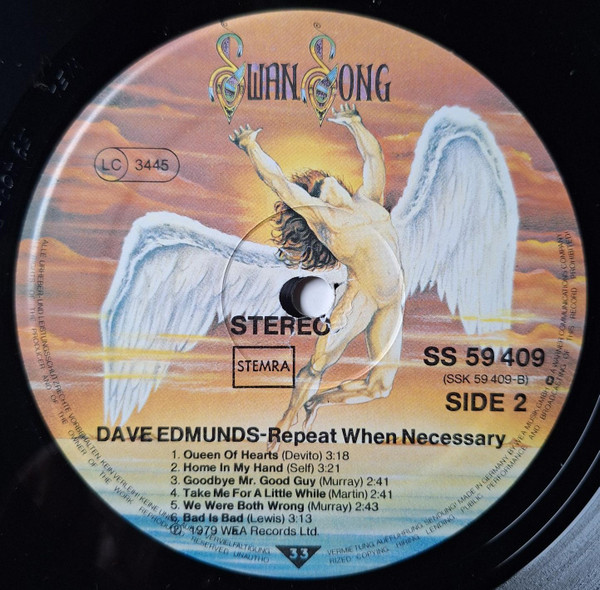 SWAN SONG
LC 3445
STEREO
STEMRA
SS 59 409
(SSK 59 409-B)
SIDE 2
DAVE EDMUNDS-Repeat When Necessary
1. Queen Of Hearts (Devito) 3:18
2. Home In My Hand (Self) 3:21
3. Goodbye Mr. Good Guy (Murray) 2:41
4. Take Me For A Little While (Martin) 2:41
5. We Were Both Wrong (Murray) 2:43
6. Bad Is Bad (Lewis) 3:13
℗ 1979 WEA Records Ltd.
33